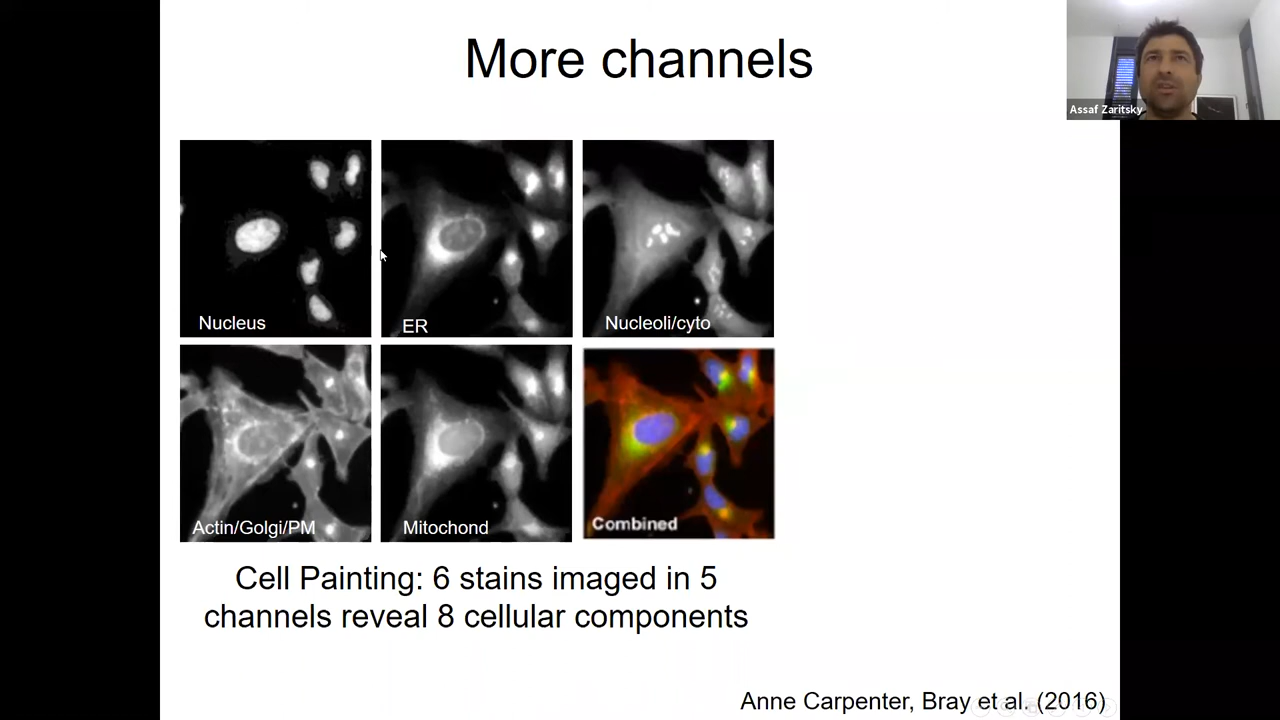 More channels
Assaf Zaritsky
Nucleus
ER
Nucleoli/cyto
Actin/Golgi/PM
Mitochond
Combined
Cell Painting: 6 stains imaged in 5
channels reveal 8 cellular components
Anne Carpenter, Bray et al. (2016)